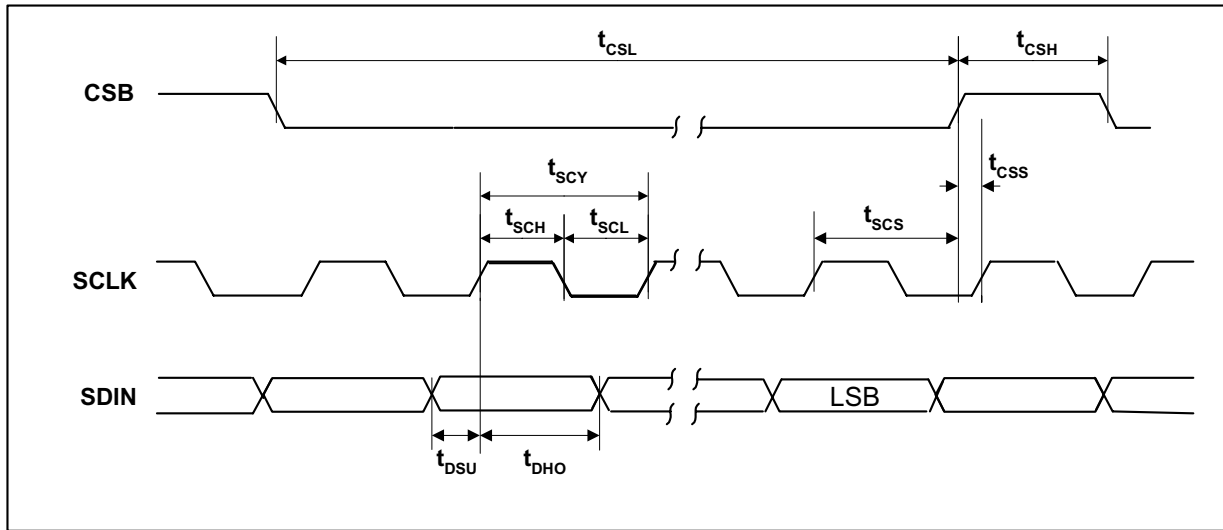 tCSL
tCSH
CSB
tCSS
tSCY
tSCH
tSCL
tSCS
SCLK
SDIN
LSB
tDSU
tDHO